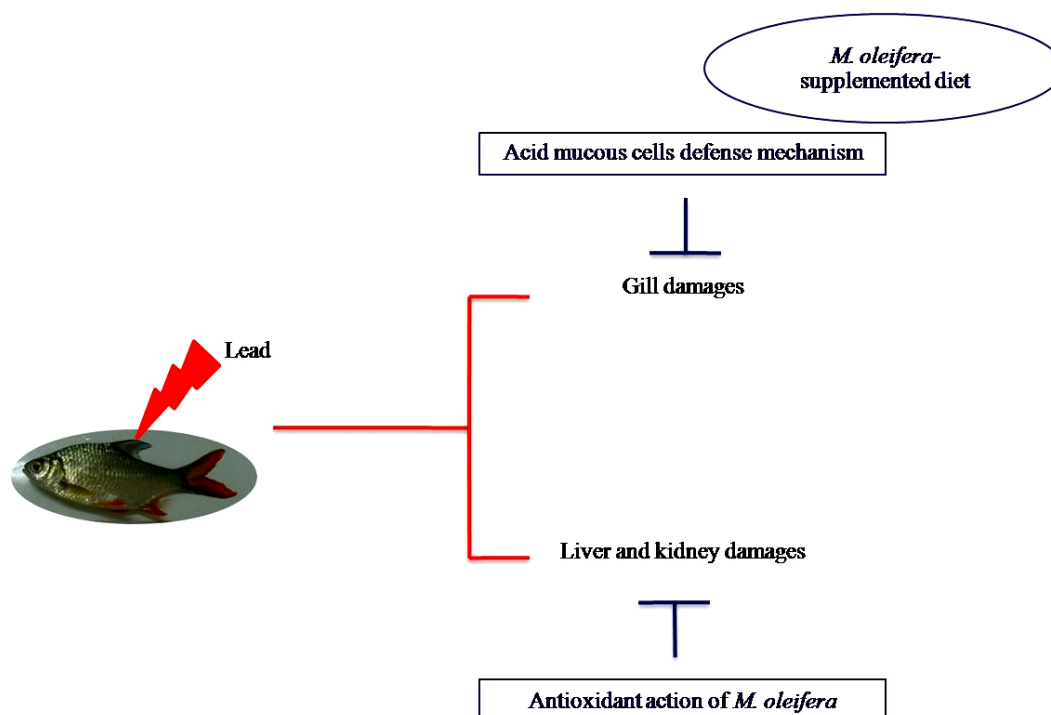 M. oleifera-
supplemented diet
Acid mucous cells defense mechanism
Gill damages
Lead
Liver and kidney damages
Antioxidant action of M. oleifera